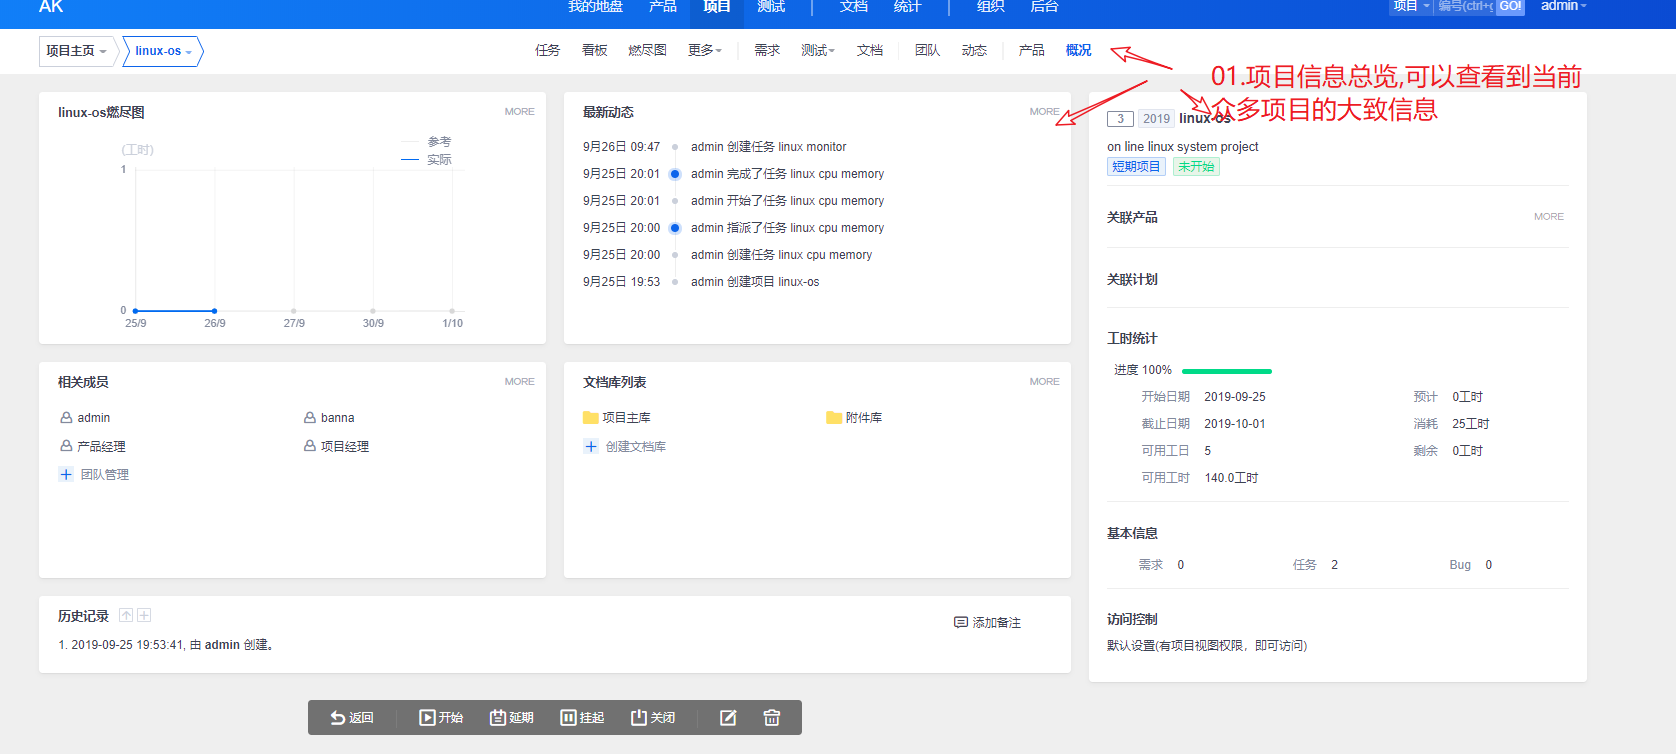 AK 我的地盘 产品 项目 测试 文档 统计 组织 后台 项目 编号(ctrl+g GO! admin
项目主页 linux-os 任务 看板 燃尽图 更多 需求 测试 文档 团队 动态 产品 概况
01.项目信息总览,可以查看到当前
众多项目的大致信息
linux-os燃尽图 MORE
(工时)
参考
实际
1
0
25/9 26/9 27/9 30/9 1/10
最新动态 MORE
9月26日 09:47 admin 创建任务 linux monitor
9月25日 20:01 admin 完成了任务 linux cpu memory
9月25日 20:01 admin 开始了任务 linux cpu memory
9月25日 20:00 admin 指派了任务 linux cpu memory
9月25日 20:00 admin 创建任务 linux cpu memory
9月25日 19:53 admin 创建项目 linux-os
3 2019 linux-os
on line linux system project
短期项目 未开始
关联产品 MORE
关联计划
工时统计
进度 100%
开始日期 2019-09-25 预计 0工时
截止日期 2019-10-01 消耗 25工时
可用工日 5 剩余 0工时
可用工时 140.0工时
基本信息
需求 0 任务 2 Bug 0
访问控制
默认设置(有项目视图权限，即可访问)
相关成员 MORE
admin banna
产品经理 项目经理
团队管理
文档库列表 MORE
项目主库 附件库
创建文档库
历史记录 添加备注
1. 2019-09-25 19:53:41, 由 admin 创建。
返回 开始 延期 挂起 关闭